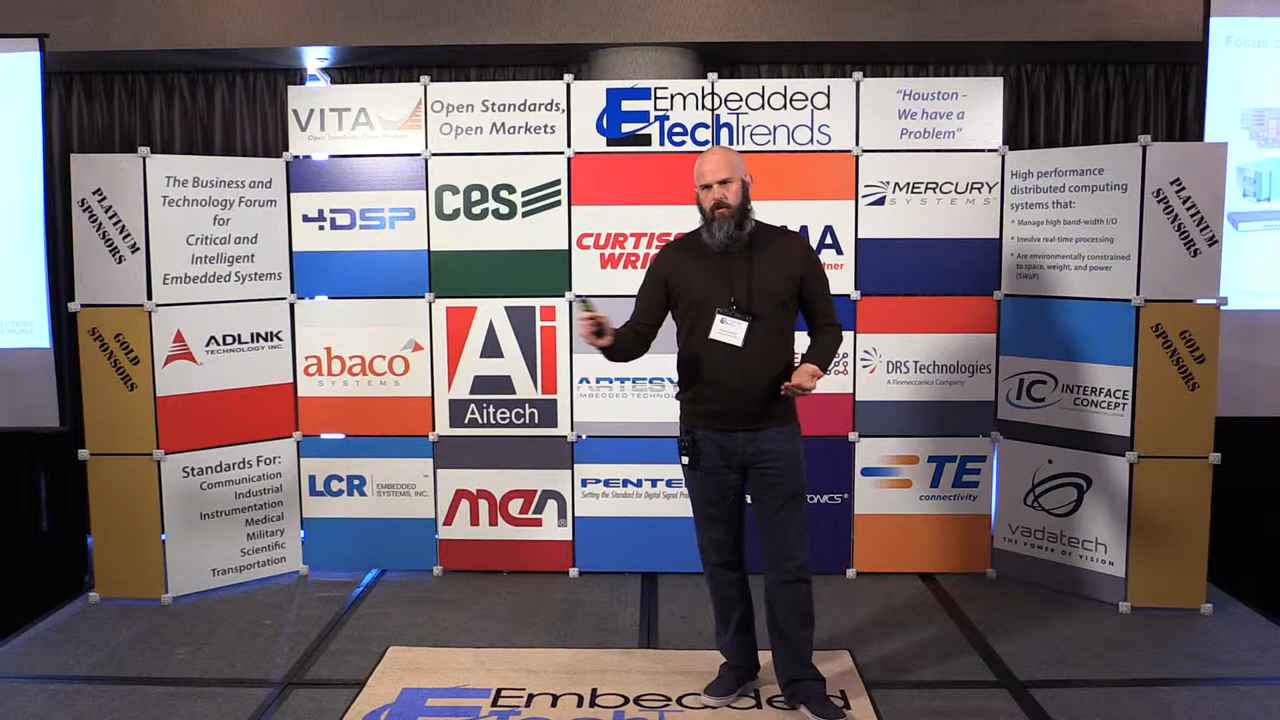 Focus
VITA
Open Standards, Open Markets
Open Standards,
Open Markets
Embedded
TechTrends
"Houston -
We have a
Problem"
PLATINUM
SPONSORS
The Business and
Technology Forum
for
Critical and
Intelligent
Embedded Systems
4DSP
ces
CURTISS
WRIG
MA
rtner
MERCURY
SYSTEMS
High performance
distributed computing
systems that:
• Manage high band-width I/O
• Involve real-time processing
• Are environmentally constrained
to space, weight, and power
(SWaP)
PLATINUM
SPONSORS
GOLD
SPONSORS
ADLINK
TECHNOLOGY INC.
abaco
SYSTEMS
Ai
Aitech
ARTESY
EMBEDDED TECHNOLO
DRS Technologies
A Finmeccanica Company
IC INTERFACE
CONCEPT
GOLD
SPONSORS
Standards For:
Communication
Industrial
Instrumentation
Medical
Military
Scientific
Transportation
LCR EMBEDDED
SYSTEMS, INC.
men®
PENTE
Setting the Standard for Digital Signal Pro
ONICS®
TE
connectivity
vadatech
THE POWER OF VISION
Embedded
TechT